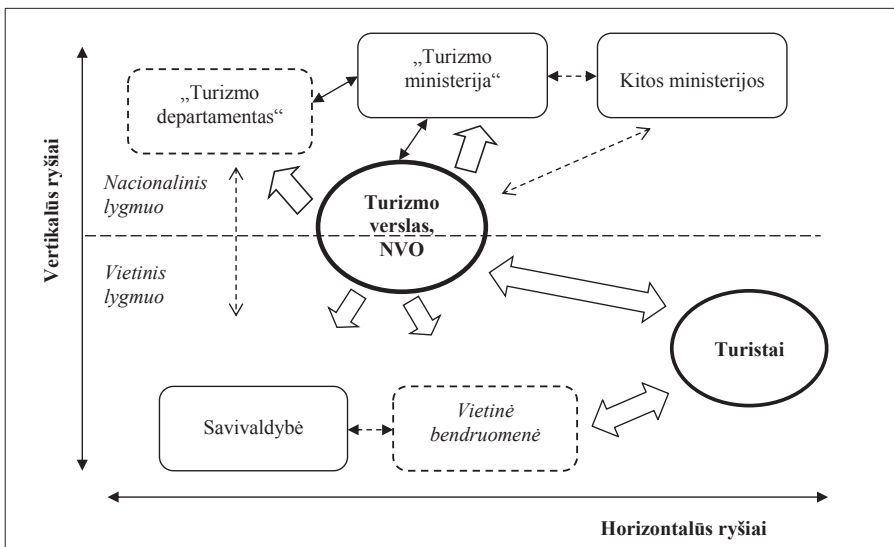 „Turizmo
departamentas“
„Turizmo
ministerija“
Kitos ministerijos
Vertikalūs ryšiai
Nacionalinis
lygmuo
Turizmo
verslas,
NVO
Vietinis
lygmuo
Turistai
Savivaldybė
Vietinė
bendruomenė
Horizontalūs ryšiai